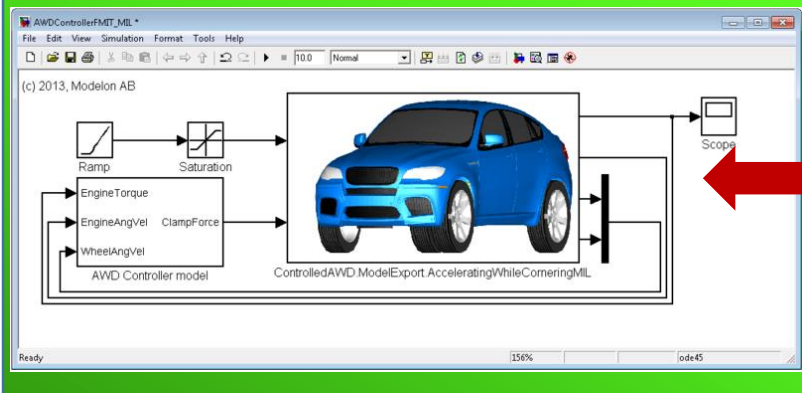 AWDControllerFMIT_MIL *
File Edit View Simulation Format Tools Help
10.0 Normal
(c) 2013, Modelon AB
Scope
Ramp Saturation
EngineTorque
EngineAngVel ClampForce
WheelAngVel
AWD Controller model
ControlledAWD.ModelExport.AcceleratingWhileCorneringMIL
Ready 156% ode45